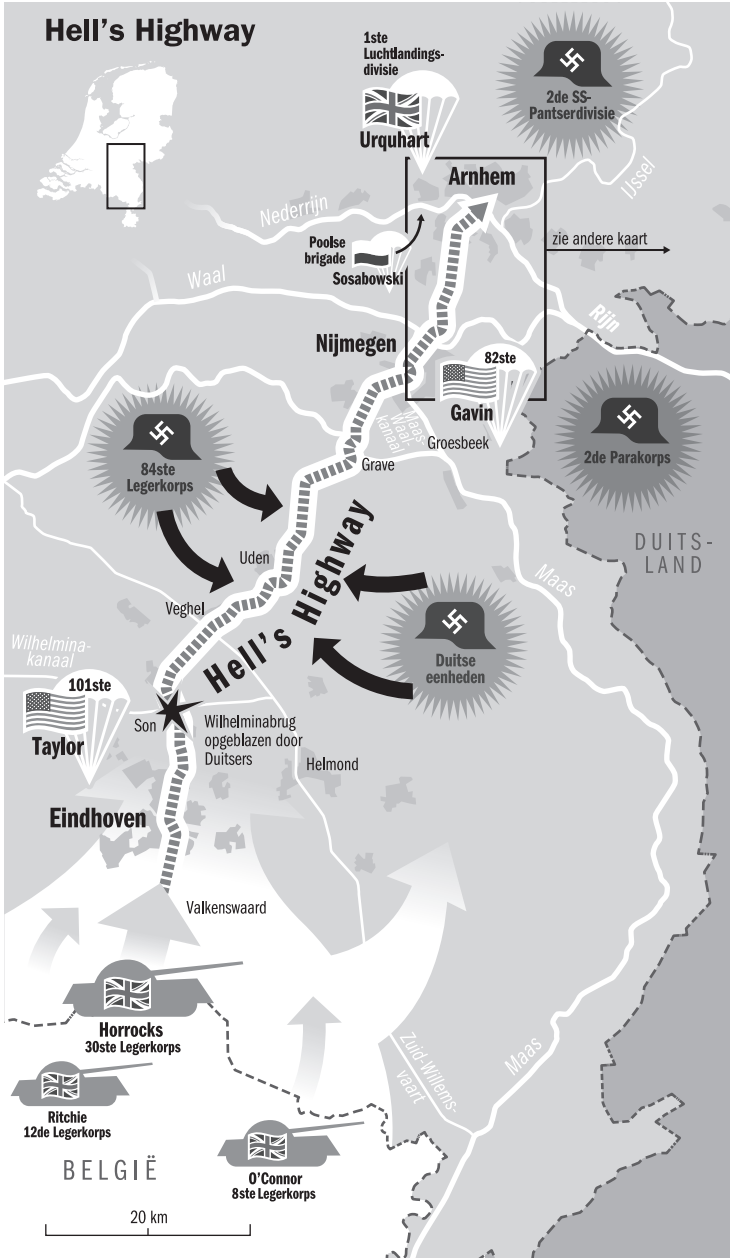 Hell's Highway
1ste
Luchtlandings-
divisie
Urquhart
2de SS-
Pantserdivisie
Arnhem
IJssel
Nederrijn
Poolse
brigade
Sosabowski
zie andere kaart
Waal
Rijn
Nijmegen
82ste
Gavin
Maas
Waal
kanaal
Groesbeek
84ste
Legerkorps
2de Parakorps
Grave
DUITS-
LAND
Uden
Maas
Hell's Highway
Veghel
Duitse
eenheden
Wilhelmina-
kanaal
101ste
Taylor
Son
Wilhelminabrug
opgeblazen door
Duitsers
Helmond
Eindhoven
Valkenswaard
Horrocks
30ste Legerkorps
Zuid-Willems-
vaart
Maas
Ritchie
12de Legerkorps
BELGIË
O'Connor
8ste Legerkorps
20 km